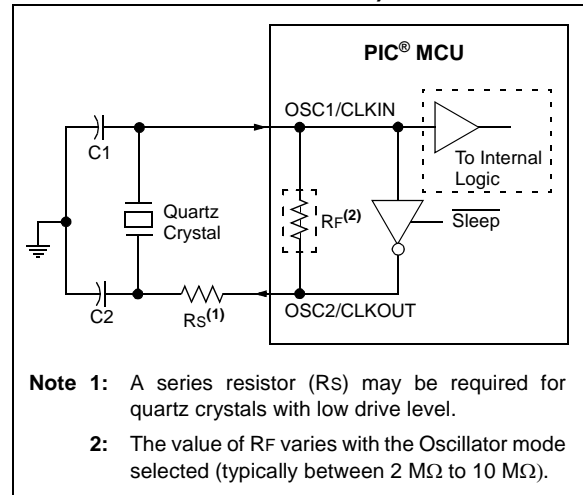 PIC® MCU
OSC1/CLKIN
C1
To Internal
Logic
Quartz
Crystal
RF(2)
Sleep
C2
RS(1)
OSC2/CLKOUT
Note 1: A series resistor (RS) may be required for
quartz crystals with low drive level.
2: The value of RF varies with the Oscillator mode
selected (typically between 2 MΩ to 10 MΩ).